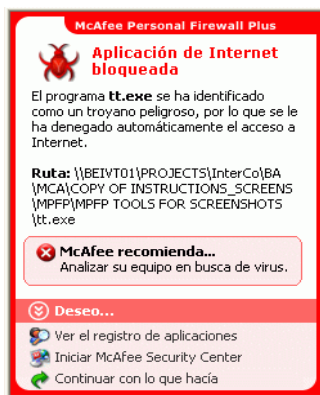 McAfee Personal Firewall Plus
Aplicación de Internet
bloqueada
El programa tt.exe se ha identificado
como un troyano peligroso, por lo que se le
ha denegado automáticamente el acceso a
Internet.
Ruta: \\BEIVT01\PROJECTS\InterCo\BA
\MCA\COPY OF INSTRUCTIONS_SCREENS
\MPFP\MPFP TOOLS FOR SCREENSHOTS
\tt.exe
McAfee recomienda...
Analizar su equipo en busca de virus.
Deseo...
Ver el registro de aplicaciones
Iniciar McAfee Security Center
Continuar con lo que hacía